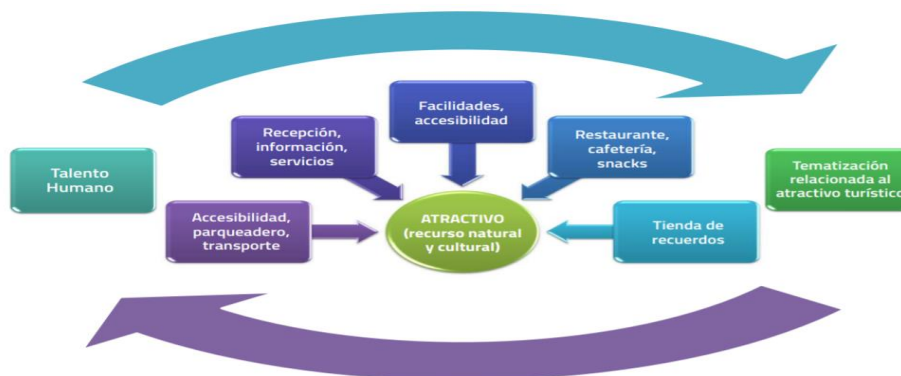 Facilidades,
accesibilidad
Recepción,
información,
servicios
Restaurante,
cafetería,
snacks
Talento
Humano
Tematización
relacionada al
atractivo turístico
Accesibilidad,
parqueadero,
transporte
ATRACTIVO
(recurso natural
y cultural)
Tienda de
recuerdos